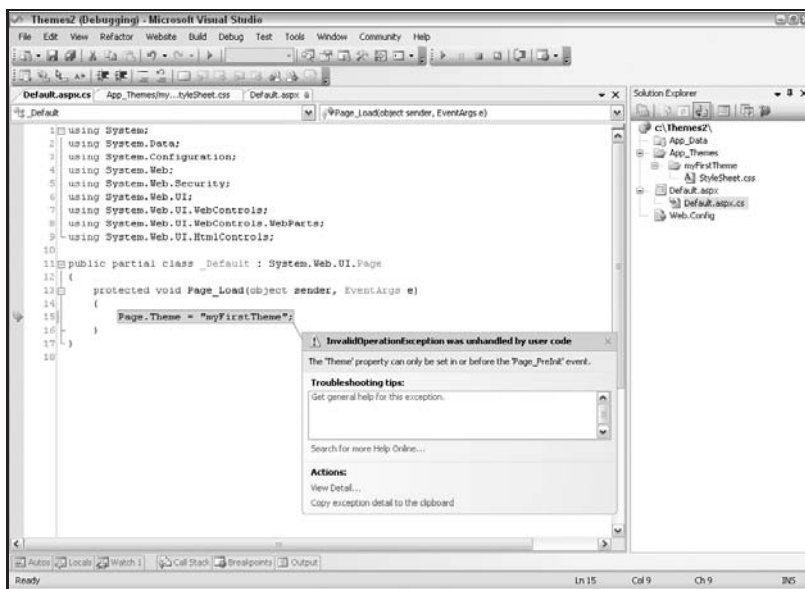 Themes2 (Debugging) - Microsoft Visual Studio
File Edit View Refactor Website Build Debug Test Tools Window Community Help
Default.aspx.cs App_Themes/my...tyleSheet.css Default.aspx
_Default
Page_Load(object sender, EventArgs e)
1 using System;
2 using System.Data;
3 using System.Configuration;
4 using System.Web;
5 using System.Web.Security;
6 using System.Web.UI;
7 using System.Web.UI.WebControls;
8 using System.Web.UI.WebControls.WebParts;
9 using System.Web.UI.HtmlControls;
10
11 public partial class _Default : System.Web.UI.Page
12 {
13 protected void Page_Load(object sender, EventArgs e)
14 {
15 Page.Theme = "myFirstTheme";
16 }
17 }
18
InvalidOperationException was unhandled by user code
The 'Theme' property can only be set in or before the 'Page_PreInit' event.
Troubleshooting tips:
Get general help for this exception.
Search for more Help Online...
Actions:
View Detail...
Copy exception detail to the clipboard
Solution Explorer
c:\Themes2\
App_Data
App_Themes
myFirstTheme
StyleSheet.css
Default.aspx
Default.aspx.cs
Web.Config
Autos Locals Watch 1 Call Stack Breakpoints Output
Ready Ln 15 Col 9 Ch 9 INS